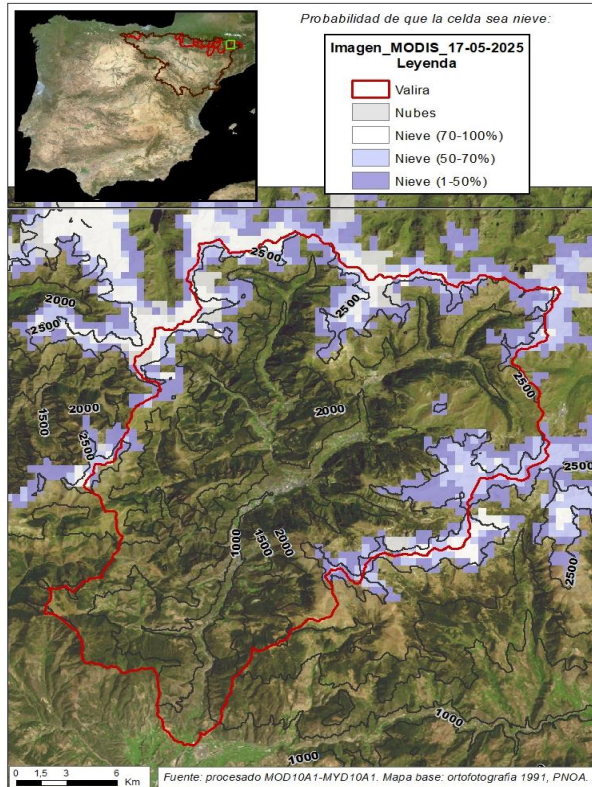 Probabilidad de que la celda sea nieve:
Imagen_MODIS_17-05-2025
Leyenda
Valira
Nubes
Nieve (70-100%)
Nieve (50-70%)
Nieve (1-50%)
2500
2000
2500
2500
2000
2500
1500
2000
2500
2500
1000
1500
2000
2500
1000
1000
0 1,5 3 6
Km
Fuente: procesado MOD10A1-MYD10A1. Mapa base: ortofotografía 1991, PNOA.